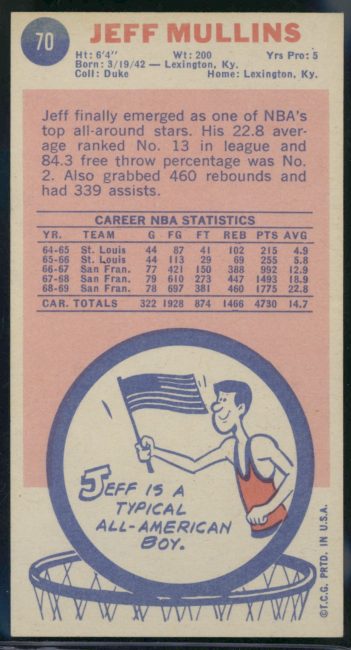 70
JEFF MULLINS
Ht: 6'4" Wt: 200 Yrs Pro: 5
Born: 3/19/42 — Lexington, Ky.
Coll: Duke Home: Lexington, Ky.
Jeff finally emerged as one of NBA's
top all-around stars. His 22.8 aver-
age ranked No. 13 in league and
84.3 free throw percentage was No.
2. Also grabbed 460 rebounds and
had 339 assists.
CAREER NBA STATISTICS
YR. TEAM G FG FT REB PTS AVG
64-65 St. Louis 44 87 41 102 215 4.9
65-66 St. Louis 44 113 29 69 255 5.8
66-67 San Fran. 77 421 150 388 992 12.9
67-68 San Fran. 79 610 273 447 1493 18.9
68-69 San Fran. 78 697 381 460 1775 22.8
CAR. TOTALS 322 1928 874 1466 4730 14.7
JEFF IS A
TYPICAL
ALL-AMERICAN
BOY.
©T.C.G. PRTD. IN U.S.A.